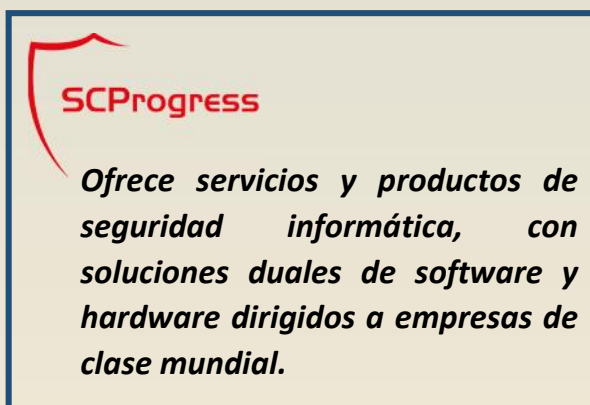 SCProgress
Ofrece servicios y productos de
seguridad informática, con
soluciones duales de software y
hardware dirigidos a empresas de
clase mundial.